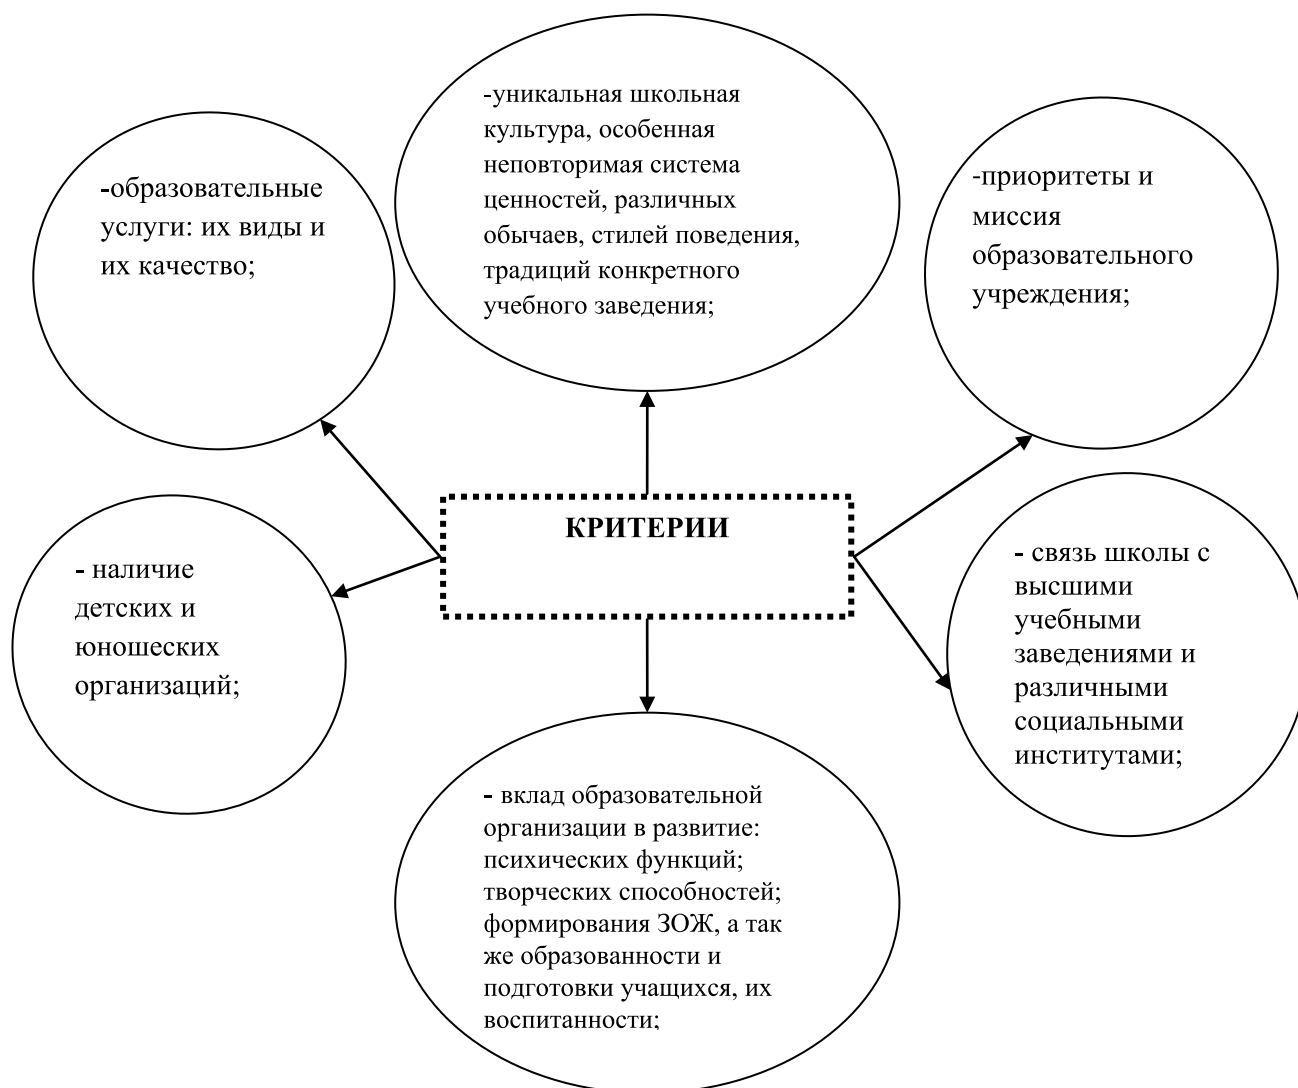 -уникальная школьная
культура, особенная
неповторимая система
ценностей, различных
обычаев, стилей поведения,
традиций конкретного
учебного заведения;
-образовательные
услуги: их виды и
их качество;
-приоритеты и
миссия
образовательного
учреждения;
КРИТЕРИИ
- наличие
детских и
юношеских
организаций;
- связь школы с
высшими
учебными
заведениями и
различными
социальными
институтами;
- вклад образовательной
организации в развитие:
психических функций;
творческих способностей;
формирования ЗОЖ, а так
же образованности и
подготовки учащихся, их
воспитанности;